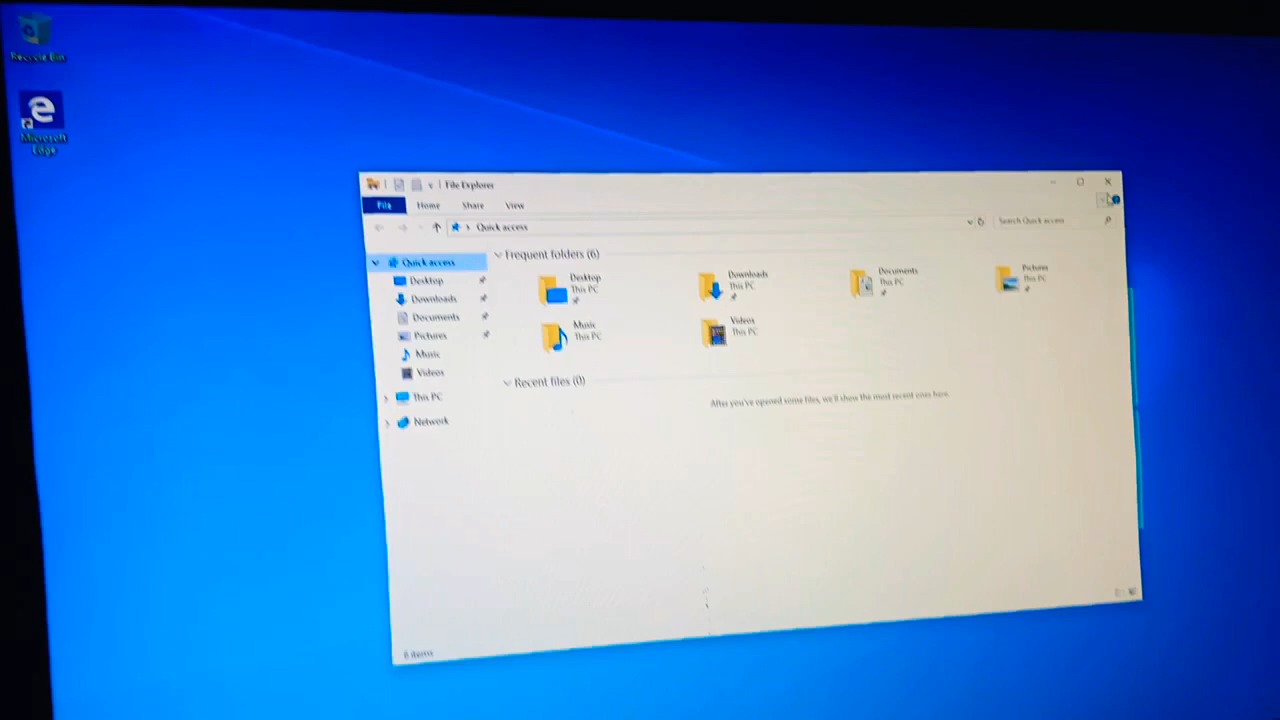 Recycle Bin
Microsoft
Edge
File Explorer
File
Home
Share
View
Quick access
Search Quick access
Quick access
Desktop
Downloads
Documents
Pictures
Music
Videos
This PC
Network
Frequent folders (6)
Desktop
This PC
Downloads
This PC
Documents
This PC
Pictures
This PC
Music
This PC
Videos
This PC
Recent files (0)
After you've opened some files, we'll show the most recent ones here.
6 items